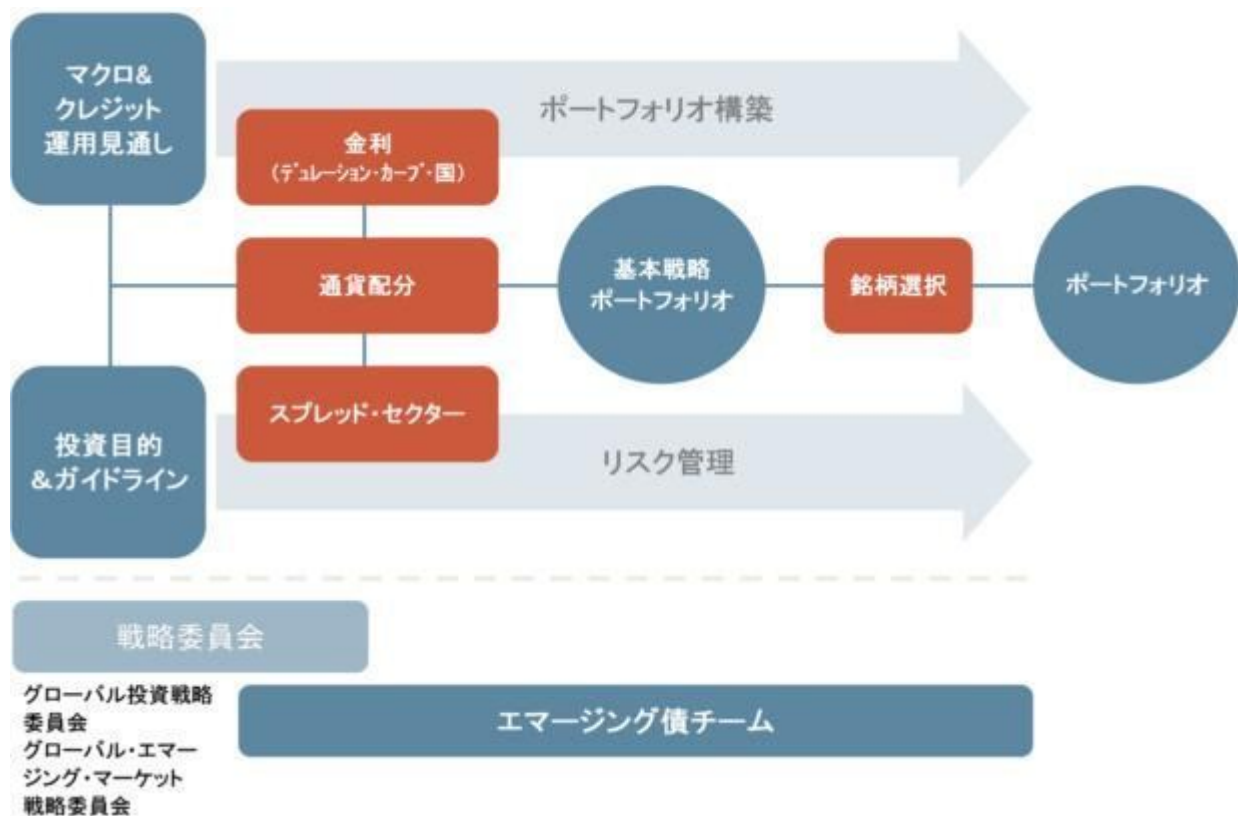 マクロ&
クレジット
運用見通し
ポートフォリオ構築
金利
(ﾃﾞｭﾚｰｼｮﾝ･ｶｰﾌﾞ･国)
通貨配分
基本戦略
ポートフォリオ
銘柄選択
ポートフォリオ
スプレッド・セクター
投資目的
&ガイドライン
リスク管理
戦略委員会
グローバル投資戦略
委員会
グローバル・エマー
ジング・マーケット
戦略委員会
エマージング債チーム